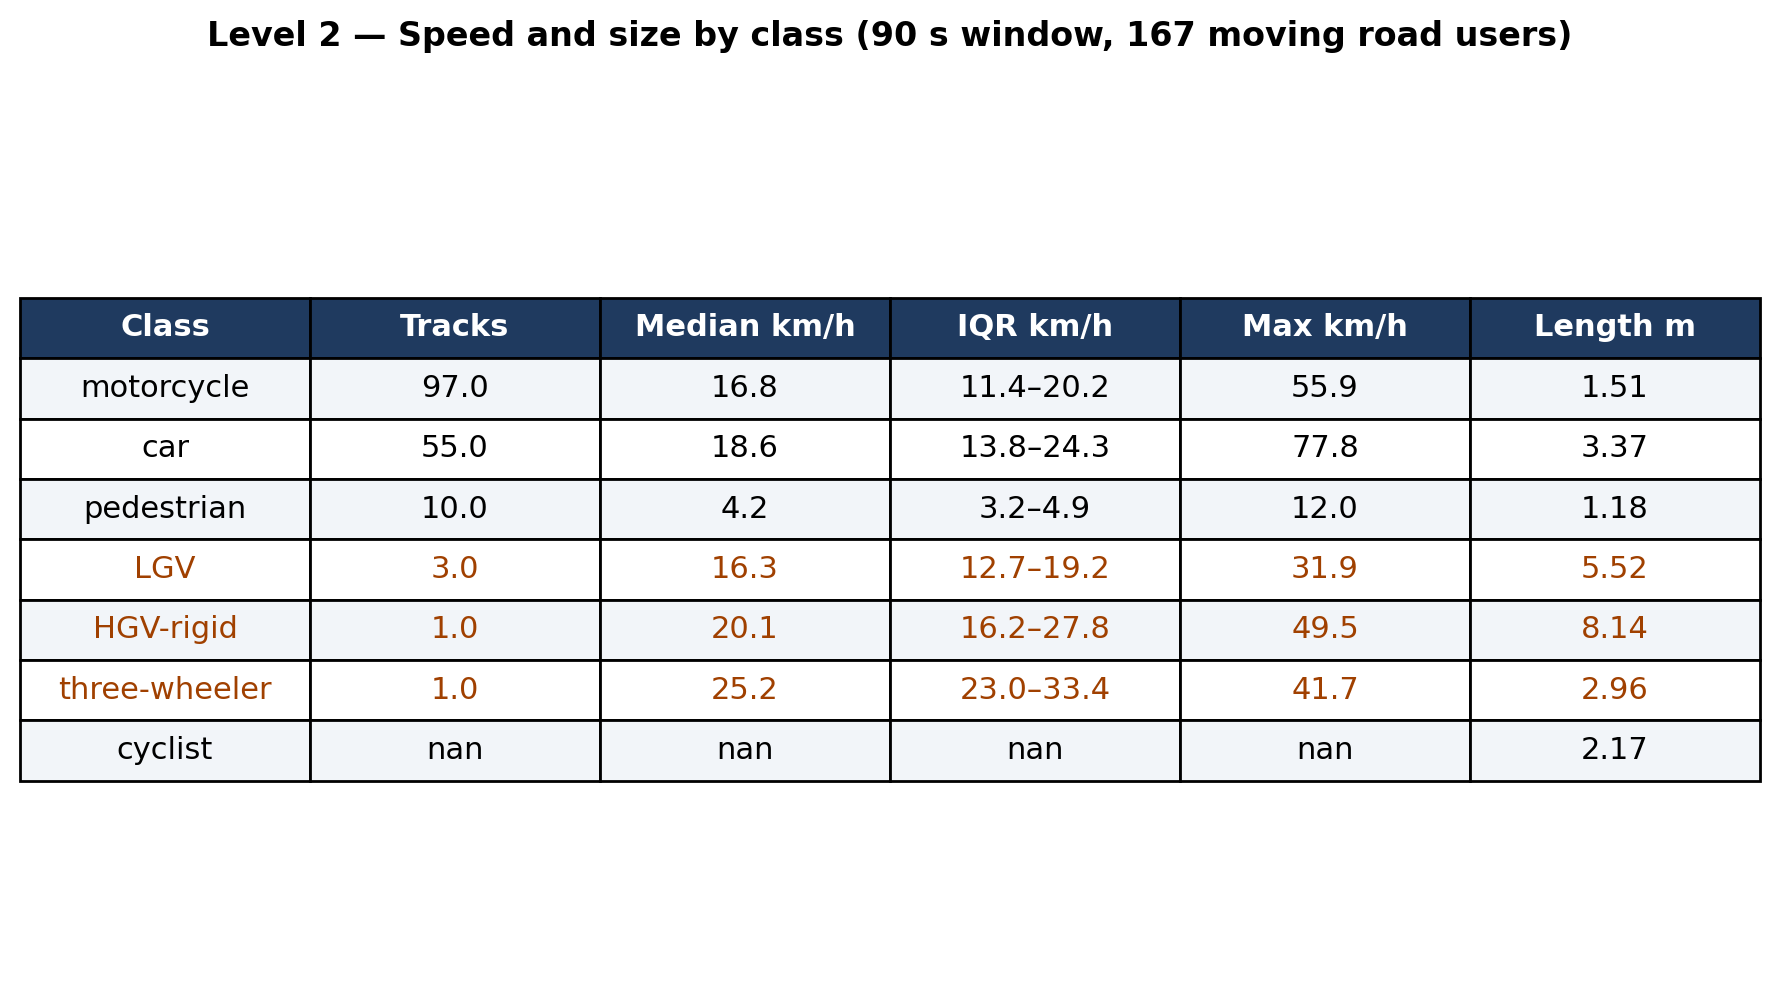 Level 2 — Speed and size by class (90 s window, 167 moving road users)
Class Tracks Median km/h IQR km/h Max km/h Length m
motorcycle 97.0 16.8 11.4–20.2 55.9 1.51
car 55.0 18.6 13.8–24.3 77.8 3.37
pedestrian 10.0 4.2 3.2–4.9 12.0 1.18
LGV 3.0 16.3 12.7–19.2 31.9 5.52
HGV-rigid 1.0 20.1 16.2–27.8 49.5 8.14
three-wheeler 1.0 25.2 23.0–33.4 41.7 2.96
cyclist nan nan nan nan 2.17